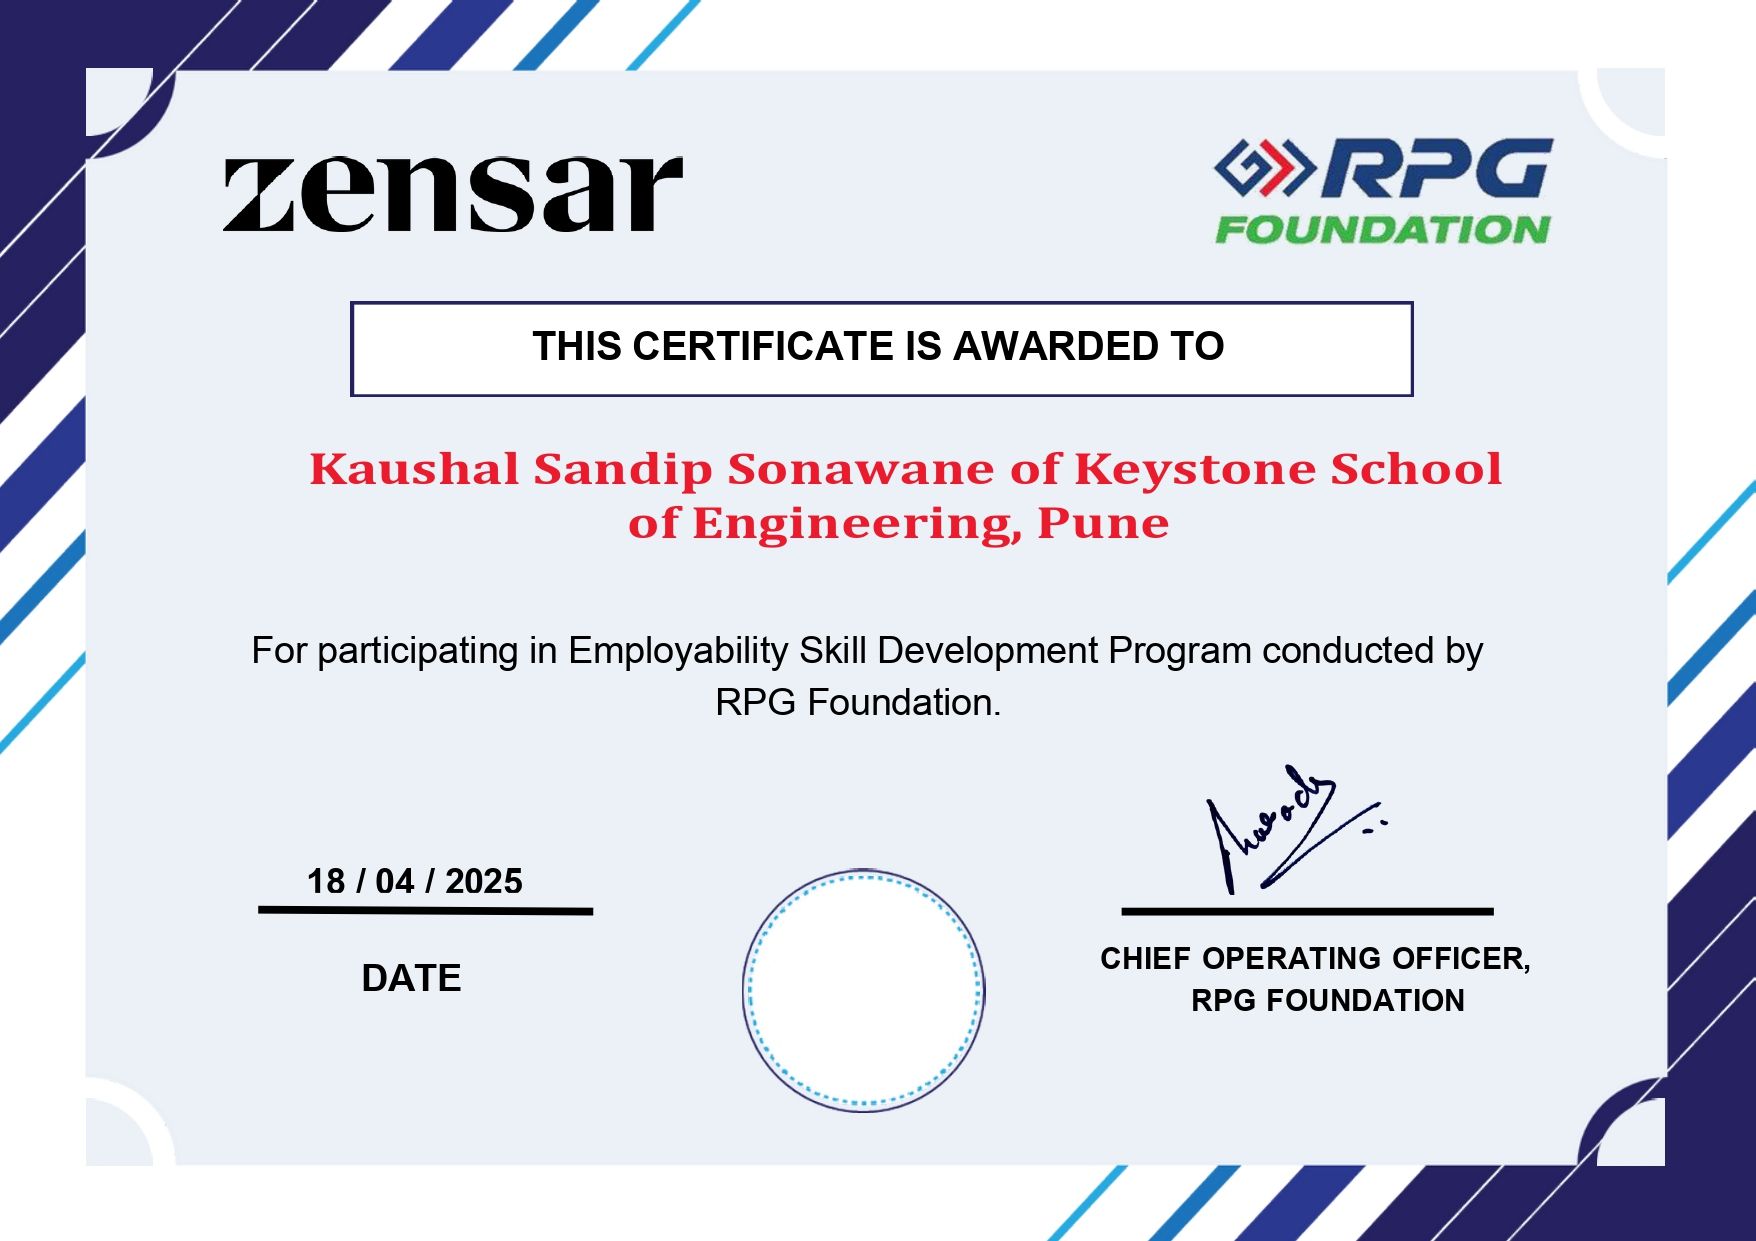 zensar
RPG
FOUNDATION
THIS CERTIFICATE IS AWARDED TO
Kaushal Sandip Sonawane of Keystone School
of Engineering, Pune
For participating in Employability Skill Development Program conducted by
RPG Foundation.
18 / 04 / 2025
DATE
CHIEF OPERATING OFFICER,
RPG FOUNDATION